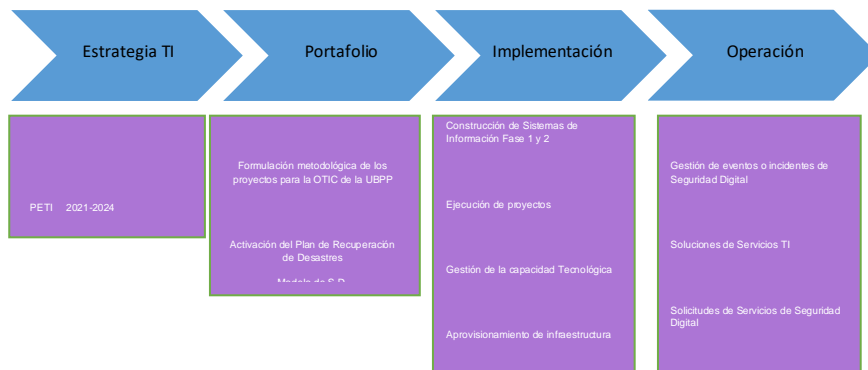 Estrategia TI
Portafolio
Implementación
Operación
PETI 2021-2024
Formulación metodológica de los
proyectos para la OTIC de la UBPP
Activación del Plan de Recuperación
de Desastres
Construcción de Sistemas de
Información Fase 1 y 2
Ejecución de proyectos
Gestión de la capacidad Tecnológica
Aprovisionamiento de infraestructura
Gestión de eventos o incidentes de
Seguridad Digital
Soluciones de Servicios TI
Solicitudes de Servicios de Seguridad
Digital